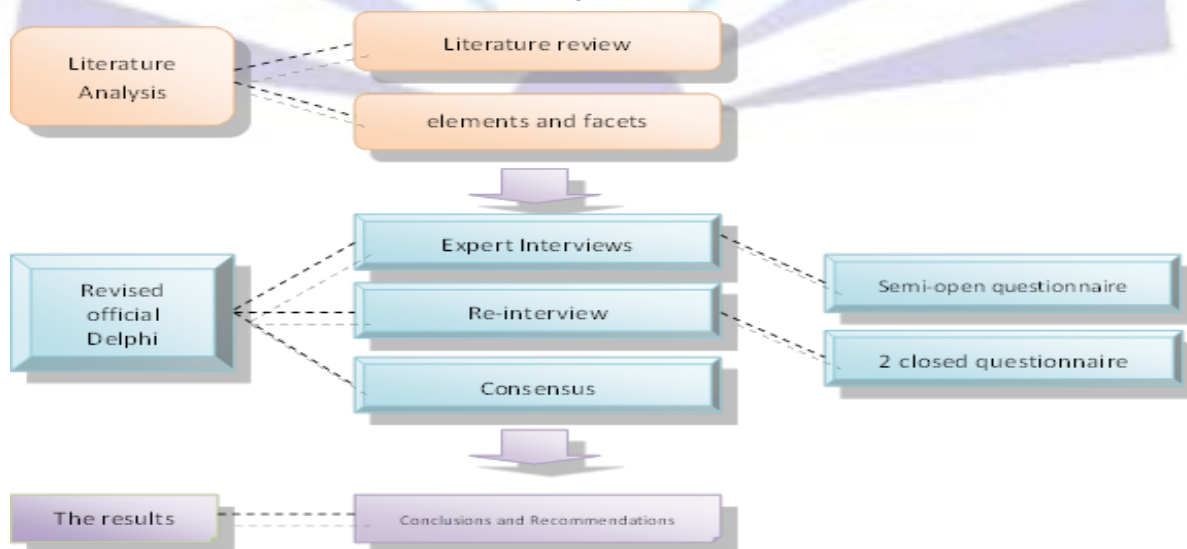 Literature
Analysis
Literature review
elements and facets
Revised
official
Delphi
Expert Interviews
Re-interview
Consensus
Semi-open questionnaire
2 closed questionnaire
The results
Conclusions and Recommendations